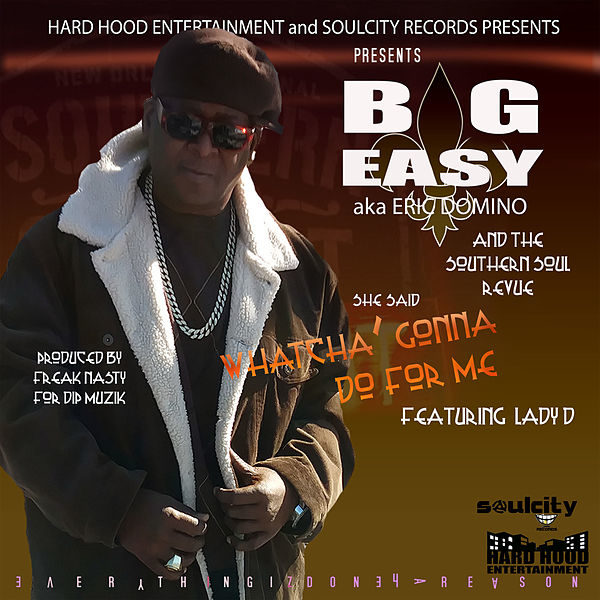 HARD HOOD ENTERTAINMENT and SOULCITY RECORDS PRESENTS
PRESENTS
BIG
EASY
aka ERIC DOMINO
AND THE
SOUTHERN SOUL
REVUE
SHE SAID
WHATCHA' GONNA
DO FOR ME
FEATURING LADY D
PRODUCED BY
FREAK NASTY
FOR DIP MUZIK
soulcity
RECORDS
HARD HOOD
ENTERTAINMENT